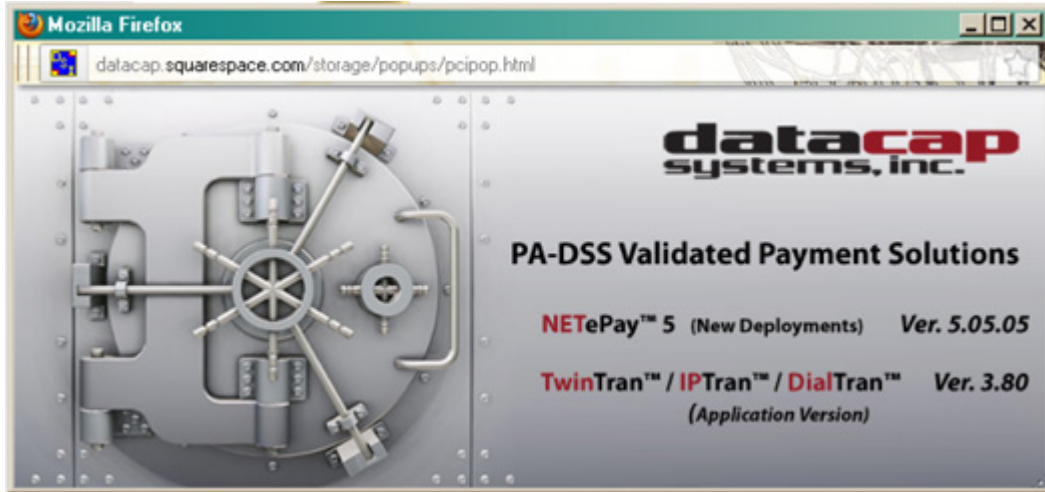 Mozilla Firefox
datacap.squarespace.com/storage/popups/pcipop.html
datacap
systems, inc.
PA-DSS Validated Payment Solutions
NETePay™ 5 (New Deployments) Ver. 5.05.05
TwinTran™ / IPTran™ / DialTran™ Ver. 3.80
(Application Version)